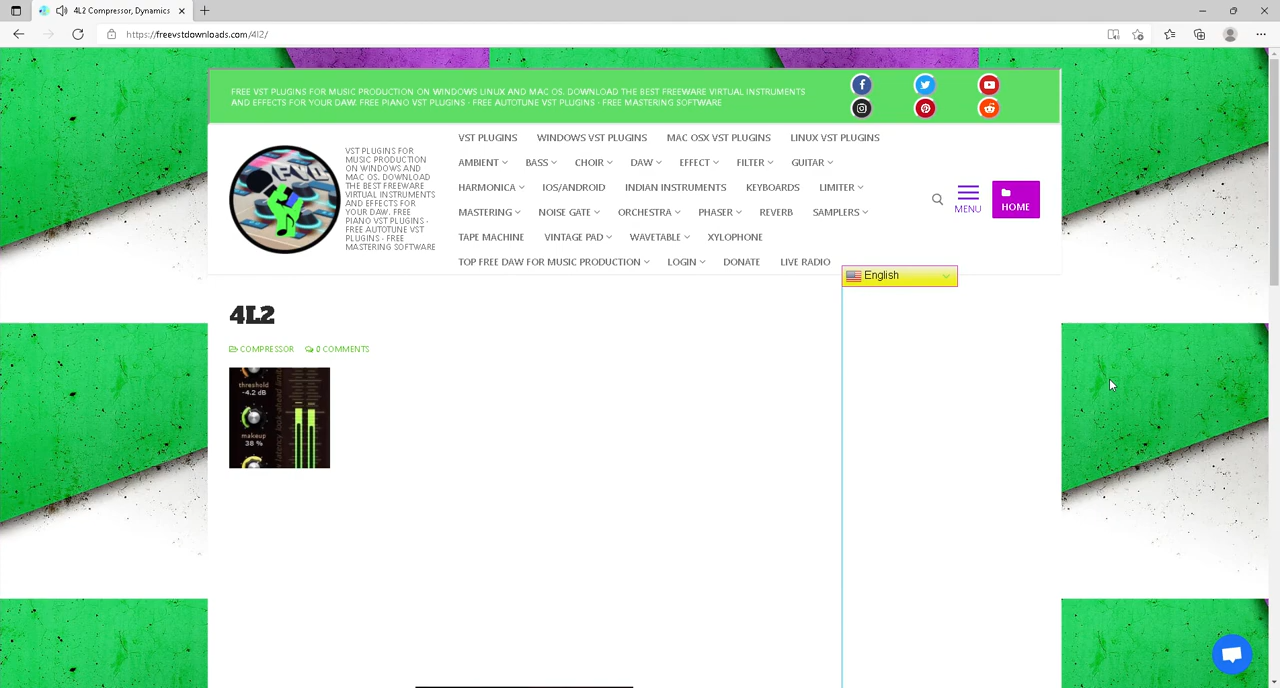 4L2 Compressor, Dynamics
https://freevstdownloads.com/4l2/
FREE VST PLUGINS FOR MUSIC PRODUCTION ON WINDOWS LINUX AND MAC OS. DOWNLOAD THE BEST FREEWARE VIRTUAL INSTRUMENTS
AND EFFECTS FOR YOUR DAW. FREE PIANO VST PLUGINS · FREE AUTOTUNE VST PLUGINS · FREE MASTERING SOFTWARE
VST PLUGINS FOR
MUSIC PRODUCTION
ON WINDOWS AND
MAC OS. DOWNLOAD
THE BEST FREEWARE
VIRTUAL INSTRUMENTS
AND EFFECTS FOR
YOUR DAW. FREE
PIANO VST PLUGINS ·
FREE AUTOTUNE VST
PLUGINS · FREE
MASTERING SOFTWARE
VST PLUGINS WINDOWS VST PLUGINS MAC OSX VST PLUGINS LINUX VST PLUGINS
AMBIENT BASS CHOIR DAW EFFECT FILTER GUITAR
HARMONICA IOS/ANDROID INDIAN INSTRUMENTS KEYBOARDS LIMITER
MASTERING NOISE GATE ORCHESTRA PHASER REVERB SAMPLERS
TAPE MACHINE VINTAGE PAD WAVETABLE XYLOPHONE
TOP FREE DAW FOR MUSIC PRODUCTION LOGIN DONATE LIVE RADIO
MENU
HOME
English
4L2
COMPRESSOR 0 COMMENTS
threshold
-4.2 dB
makeup
38 %